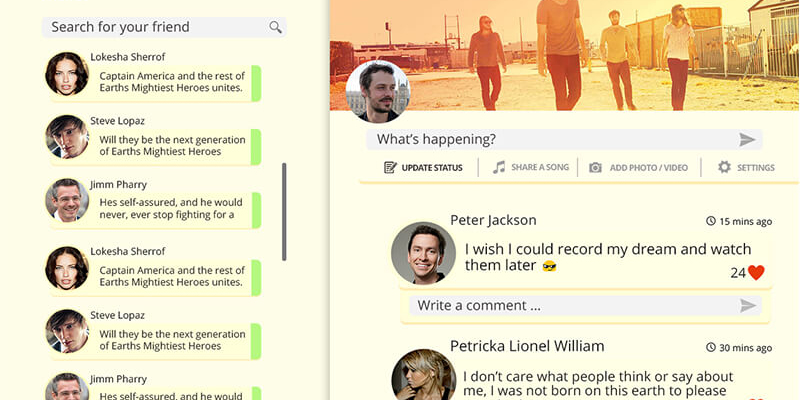 Search for your friend
Lokesha Sherrof
Captain America and the rest of
Earths Mightiest Heroes unites.
Steve Lopaz
Will they be the next generation
of Earths Mightiest Heroes
Jimm Pharry
Hes self-assured, and he would
never, ever stop fighting for a
Lokesha Sherrof
Captain America and the rest of
Earths Mightiest Heroes unites.
Steve Lopaz
Will they be the next generation
of Earths Mightiest Heroes
Jimm Pharry
Hes self-assured, and he would
never, ever stop fighting for a
What's happening?
UPDATE STATUS
SHARE A SONG
ADD PHOTO / VIDEO
SETTINGS
Peter Jackson
15 mins ago
I wish I could record my dream and watch
them later
24
Write a comment ...
Petricka Lionel William
30 mins ago
I don't care what people think or say about
me, I was not born on this earth to please